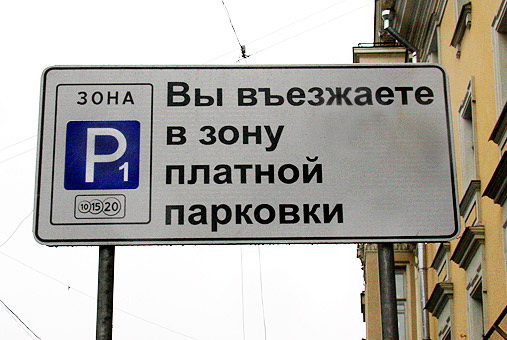 ЗОНА
P1
10 15 20
Вы въезжаете
в зону
платной
парковки